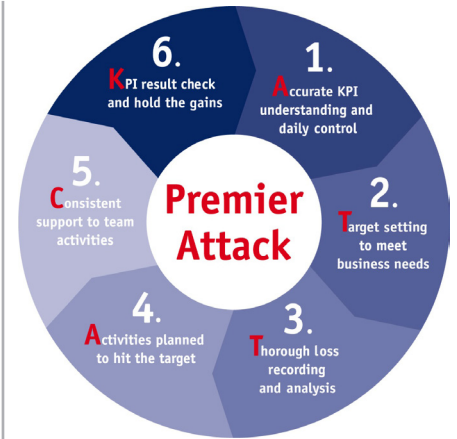 Premier
Attack
1.
Accurate KPI
understanding and
daily control
2.
Target setting
to meet
business needs
3.
Thorough loss
recording
and analysis
4.
Activities planned
to hit the target
5.
Consistent
support to team
activities
6.
KPI result check
and hold the gains